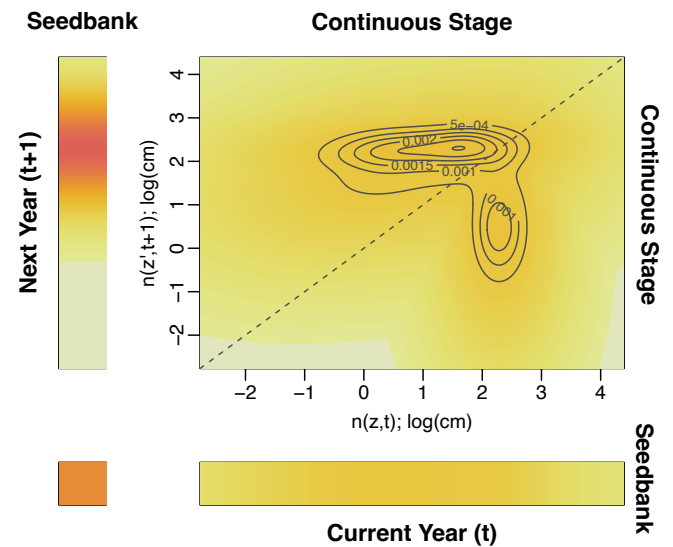 Seedbank
Continuous Stage
Next Year (t+1)
n(z',t+1); log(cm)
4
3
2
1
0
−1
−2
5e−04
0.002
0.0015
0.001
0.001
Continuous Stage
−2
−1
0
1
2
3
4
n(z,t); log(cm)
Seedbank
Current Year (t)